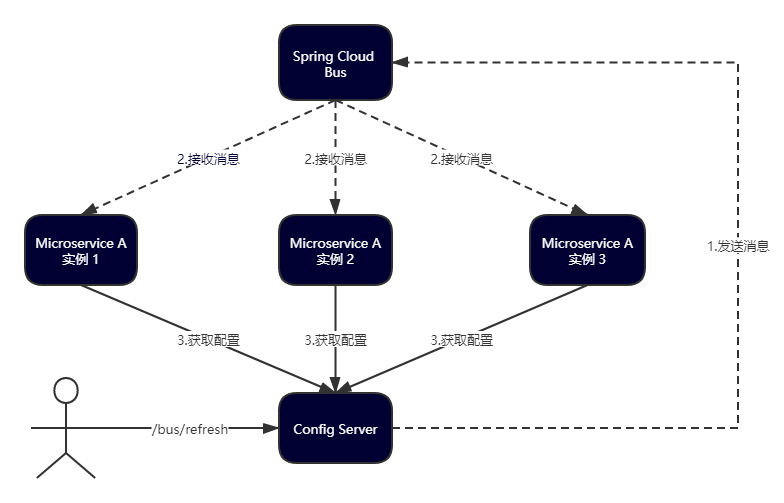 Spring Cloud
Bus
2.接收消息
2.接收消息
2.接收消息
Microservice A
实例 1
Microservice A
实例 2
Microservice A
实例 3
1.发送消息
3.获取配置
3.获取配置
3.获取配置
/bus/refresh
Config Server